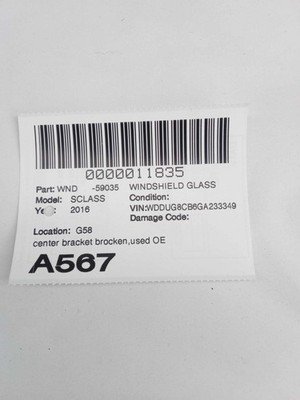 0000011835
Part: WND -59035 WINDSHIELD GLASS
Model: SCLASS Condition:
Ye 2016 VIN:WDDUG8CB6GA233349
Damage Code:
Location: G58
center bracket brocken,used OE
A567